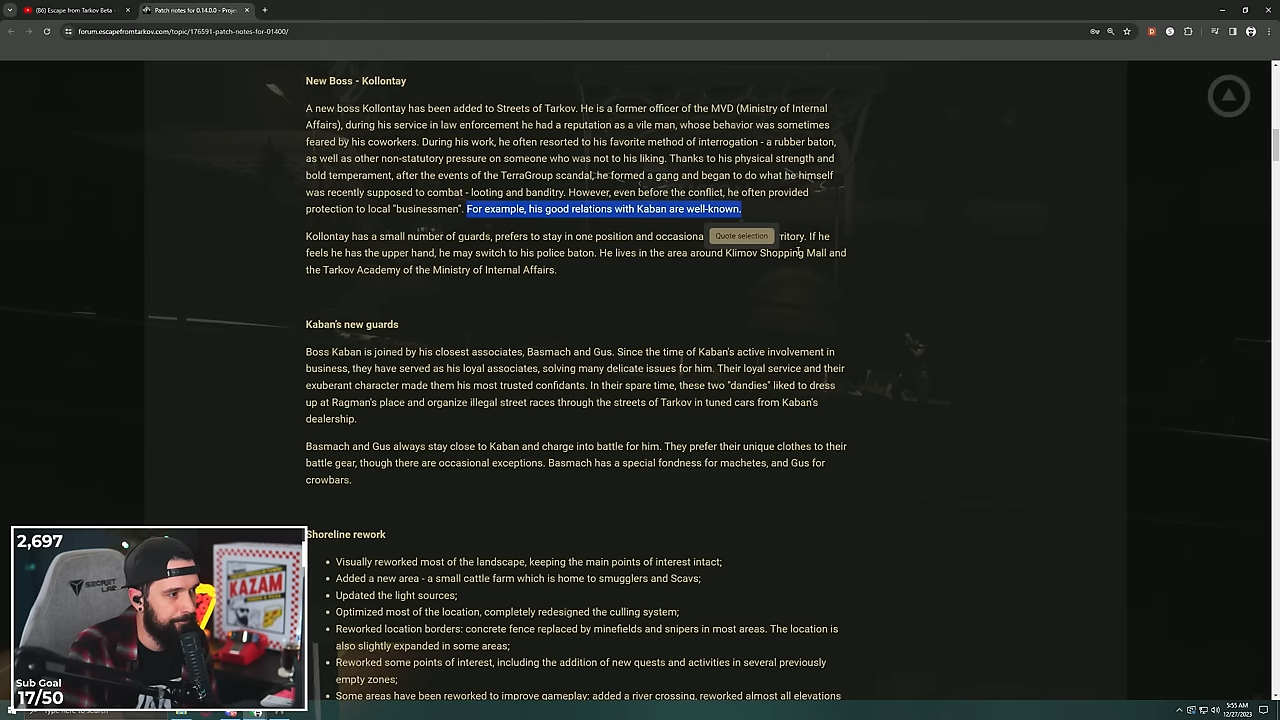 (86) Escape from Tarkov Beta -
Patch notes for 0.14.0.0 - Proje
forum.escapefromtarkov.com/topic/176591-patch-notes-for-01400/
New Boss - Kollontay
A new boss Kollontay has been added to Streets of Tarkov. He is a former officer of the MVD (Ministry of Internal
Affairs), during his service in law enforcement he had a reputation as a vile man, whose behavior was sometimes
feared by his coworkers. During his work, he often resorted to his favorite method of interrogation - a rubber baton,
as well as other non-statutory pressure on someone who was not to his liking. Thanks to his physical strength and
bold temperament, after the events of the TerraGroup scandal, he formed a gang and began to do what he himself
was recently supposed to combat - looting and banditry. However, even before the conflict, he often provided
protection to local "businessmen". For example, his good relations with Kaban are well-known.
Kollontay has a small number of guards, prefers to stay in one position and occasiona Quote selection rritory. If he
feels he has the upper hand, he may switch to his police baton. He lives in the area around Klimov Shopping Mall and
the Tarkov Academy of the Ministry of Internal Affairs.
Kaban's new guards
Boss Kaban is joined by his closest associates, Basmach and Gus. Since the time of Kaban's active involvement in
business, they have served as his loyal associates, solving many delicate issues for him. Their loyal service and their
exuberant character made them his most trusted confidants. In their spare time, these two "dandies" liked to dress
up at Ragman's place and organize illegal street races through the streets of Tarkov in tuned cars from Kaban's
dealership.
Basmach and Gus always stay close to Kaban and charge into battle for him. They prefer their unique clothes to their
battle gear, though there are occasional exceptions. Basmach has a special fondness for machetes, and Gus for
crowbars.
Shoreline rework
• Visually reworked most of the landscape, keeping the main points of interest intact;
• Added a new area - a small cattle farm which is home to smugglers and Scavs;
• Updated the light sources;
• Optimized most of the location, completely redesigned the culling system;
• Reworked location borders: concrete fence replaced by minefields and snipers in most areas. The location is
also slightly expanded in some areas;
• Reworked some points of interest, including the addition of new quests and activities in several previously
empty zones;
• Some areas have been reworked to improve gameplay: added a river crossing, reworked almost all elevations
2,697
SECRET LAB
KAZAM
Sub Goal
17/50
Type here to search
5:55 AM
12/27/2023